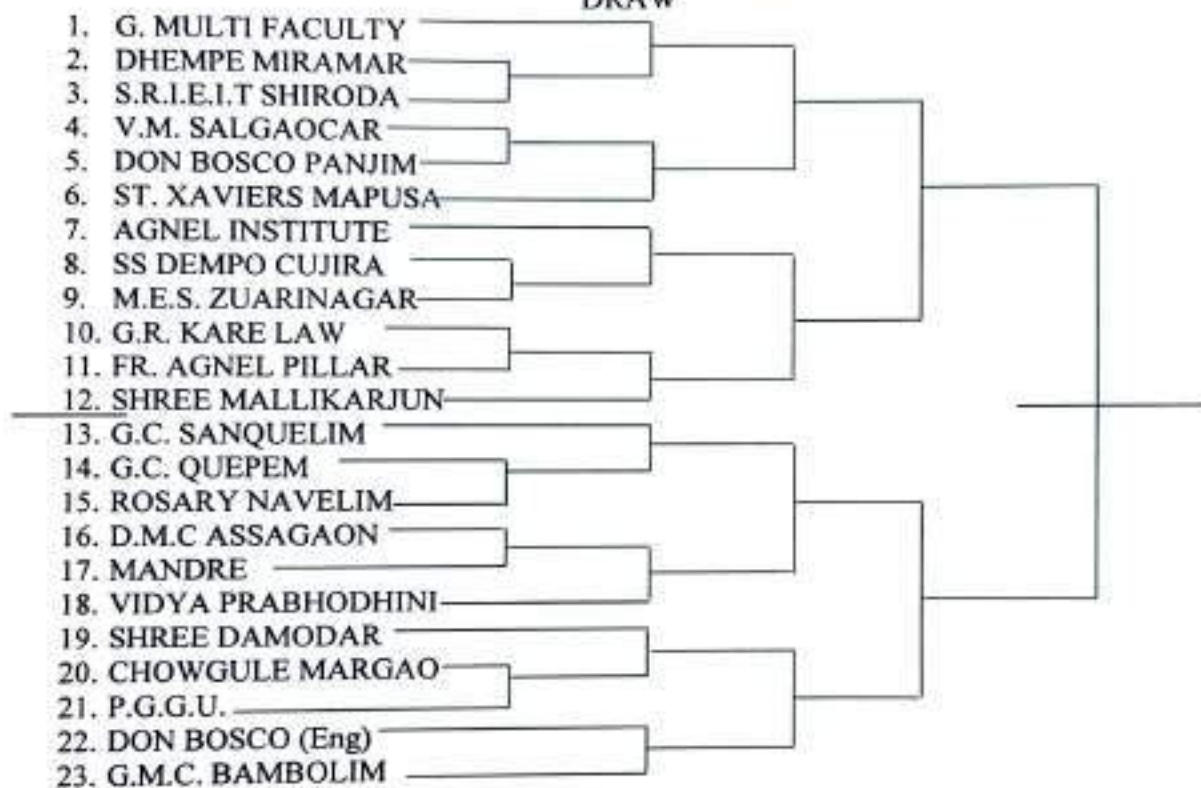 DRAW
1. G. MULTI FACULTY
2. DHEMPE MIRAMAR
3. S.R.I.E.I.T SHIRODA
4. V.M. SALGAOCAR
5. DON BOSCO PANJIM
6. ST. XAVIERS MAPUSA
7. AGNEL INSTITUTE
8. SS DEMPO CUJIRA
9. M.E.S. ZUARINAGAR
10. G.R. KARE LAW
11. FR. AGNEL PILLAR
12. SHREE MALLIKARJUN
13. G.C. SANQUELIM
14. G.C. QUEPEM
15. ROSARY NAVELIM
16. D.M.C ASSAGAON
17. MANDRE
18. VIDYA PRABHODHINI
19. SHREE DAMODAR
20. CHOWGULE MARGAO
21. P.G.G.U.
22. DON BOSCO (Eng)
23. G.M.C. BAMBOLIM